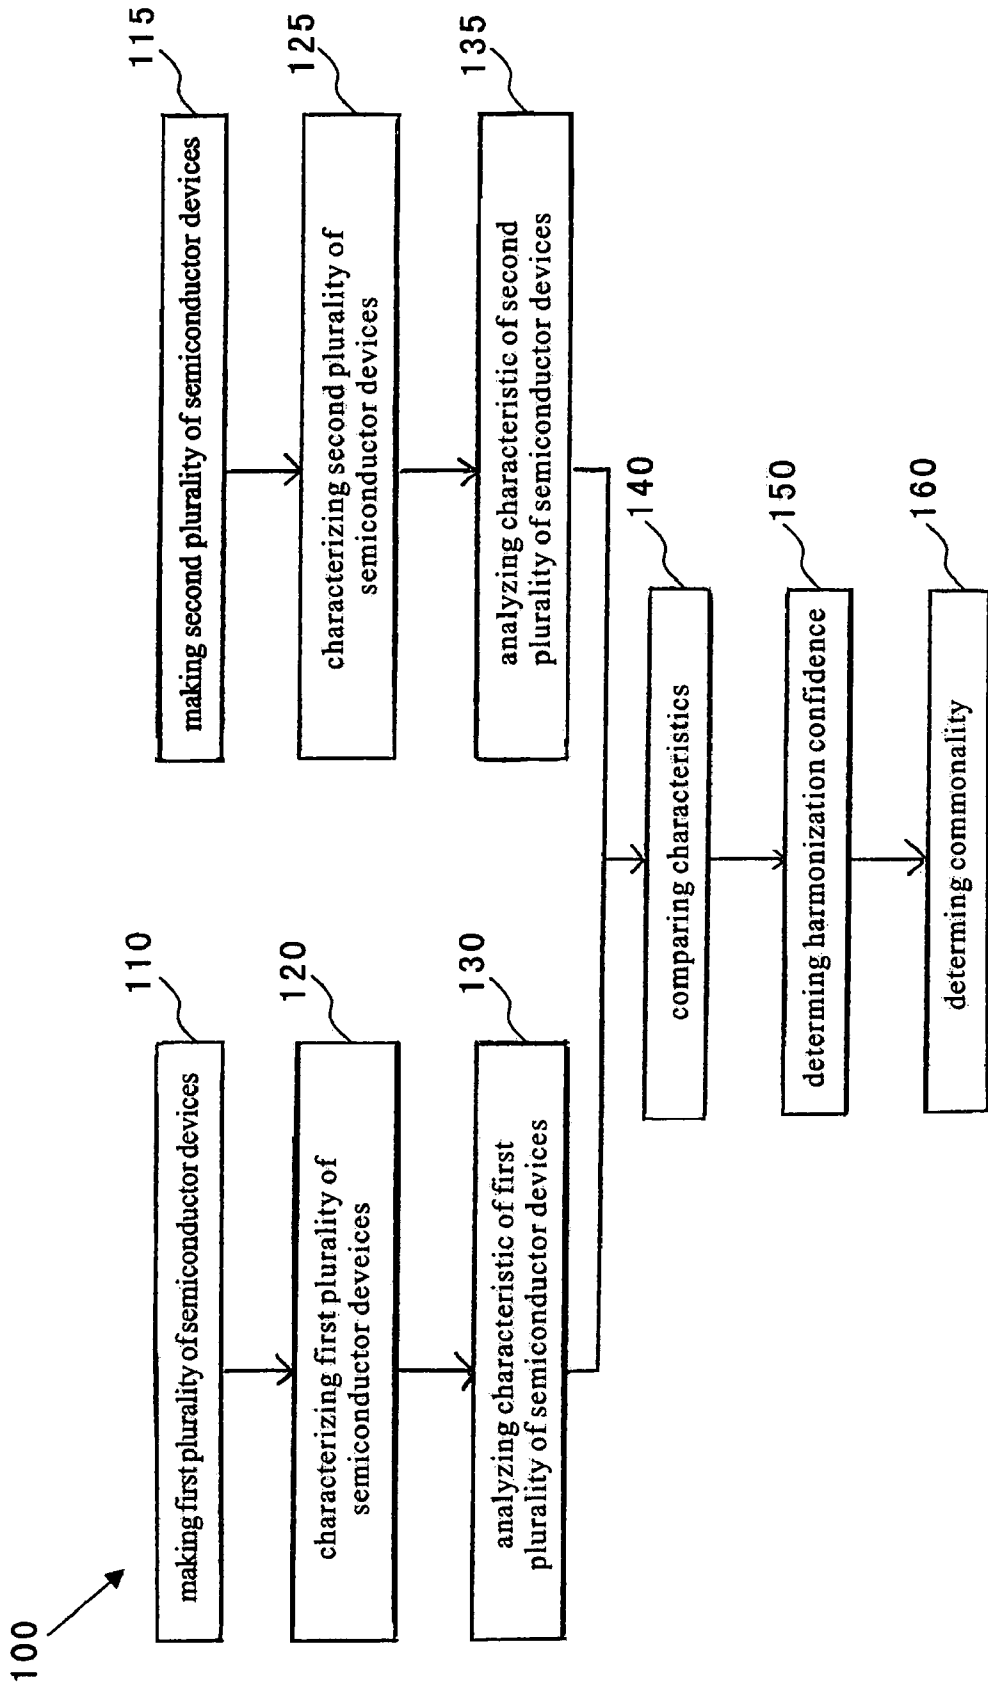 100
110
making first plurality of semiconductor devices
115
making second plurality of semiconductor devices
120
characterizing first plurality of
semiconductor deveices
125
characterizing second plurality of
semiconductor devices
130
analyzing characteristic of first
plurality of semiconductor devices
135
analyzing characteristic of second
plurality of semiconductor devices
140
comparing characteristics
150
determining harmonization confidence
160
determining commonality